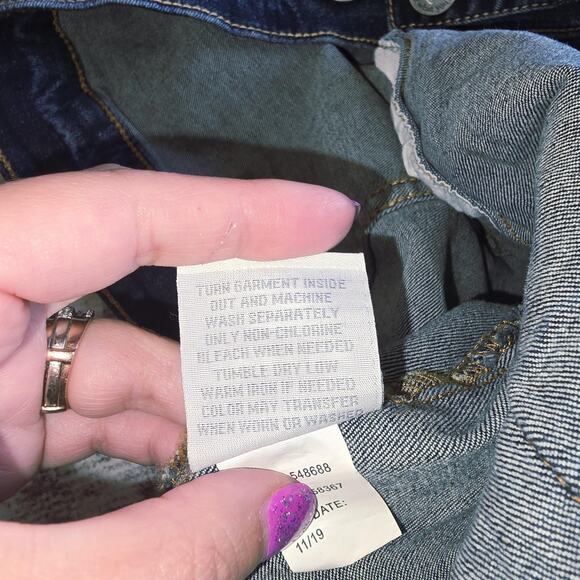 TURN GARMENT INSIDE
OUT AND MACHINE
WASH SEPARATELY
ONLY NON-CHLORINE
BLEACH WHEN NEEDED
TUMBLE DRY LOW
WARM IRON IF NEEDED
COLOR MAY TRANSFER
WHEN WORN OR WASHED
548688
58367
DATE:
11/19